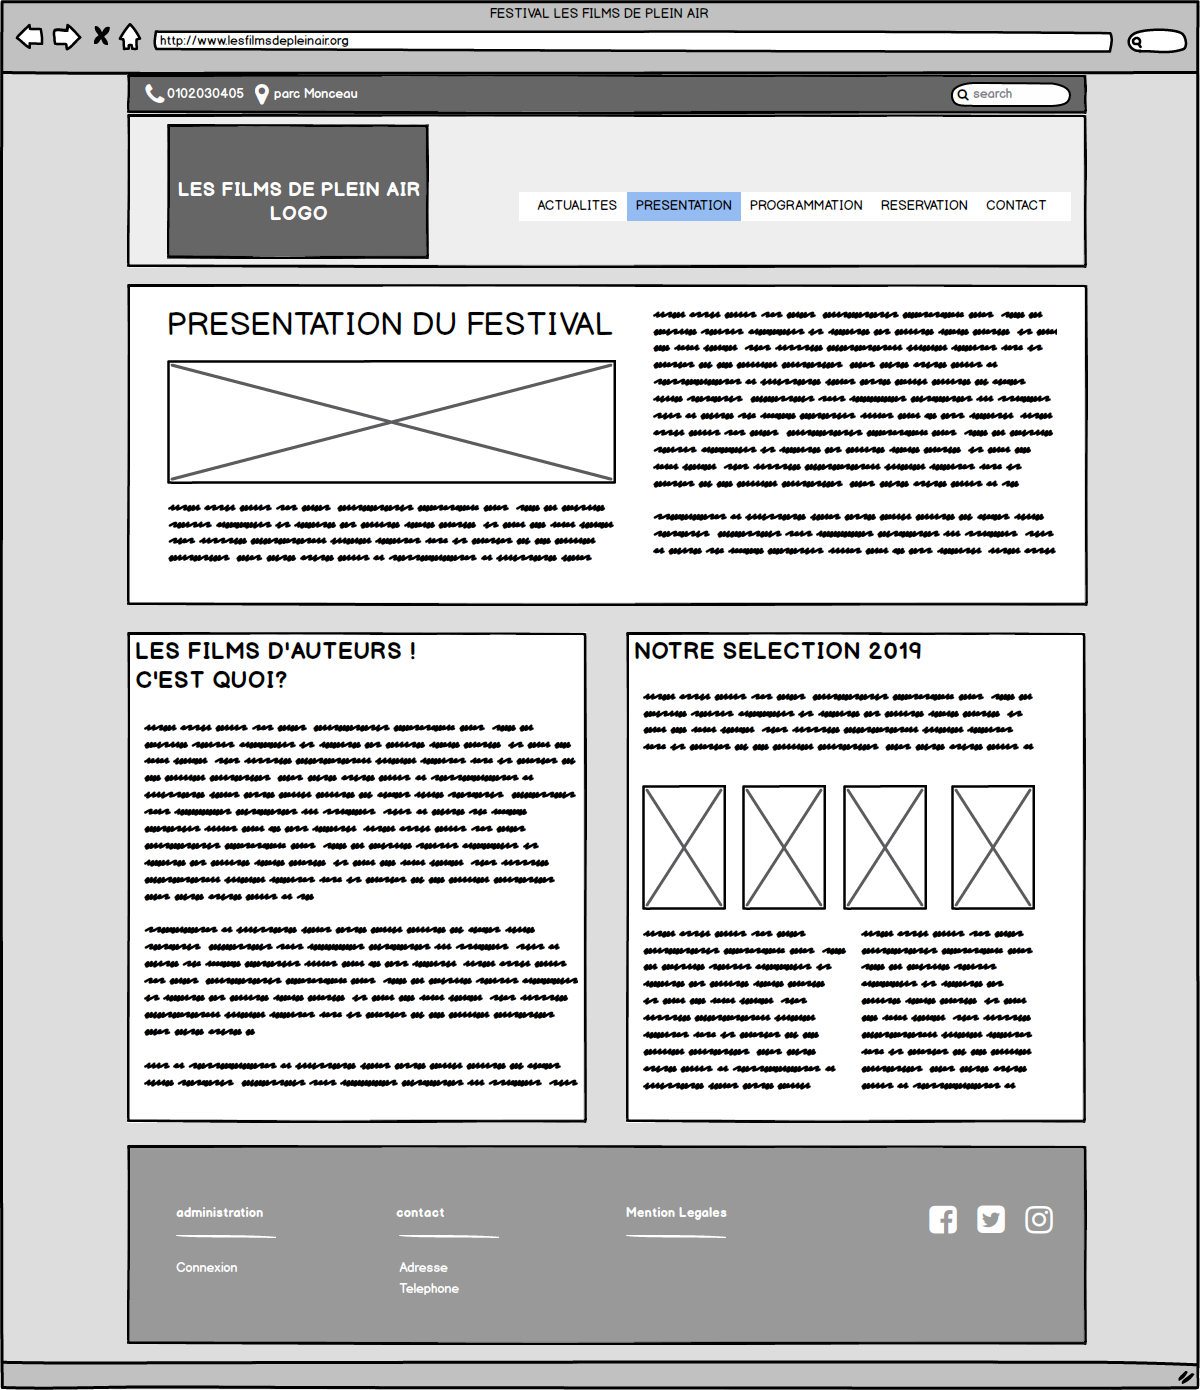 FESTIVAL LES FILMS DE PLEIN AIR
http://www.lesfilmsdepleinair.org
0102030405 parc Monceau search
LES FILMS DE PLEIN AIR
LOGO
ACTUALITES PRESENTATION PROGRAMMATION RESERVATION CONTACT
PRESENTATION DU FESTIVAL
LES FILMS D'AUTEURS !
C'EST QUOI?
NOTRE SELECTION 2019
administration contact Mention Legales
Connexion Adresse
Telephone